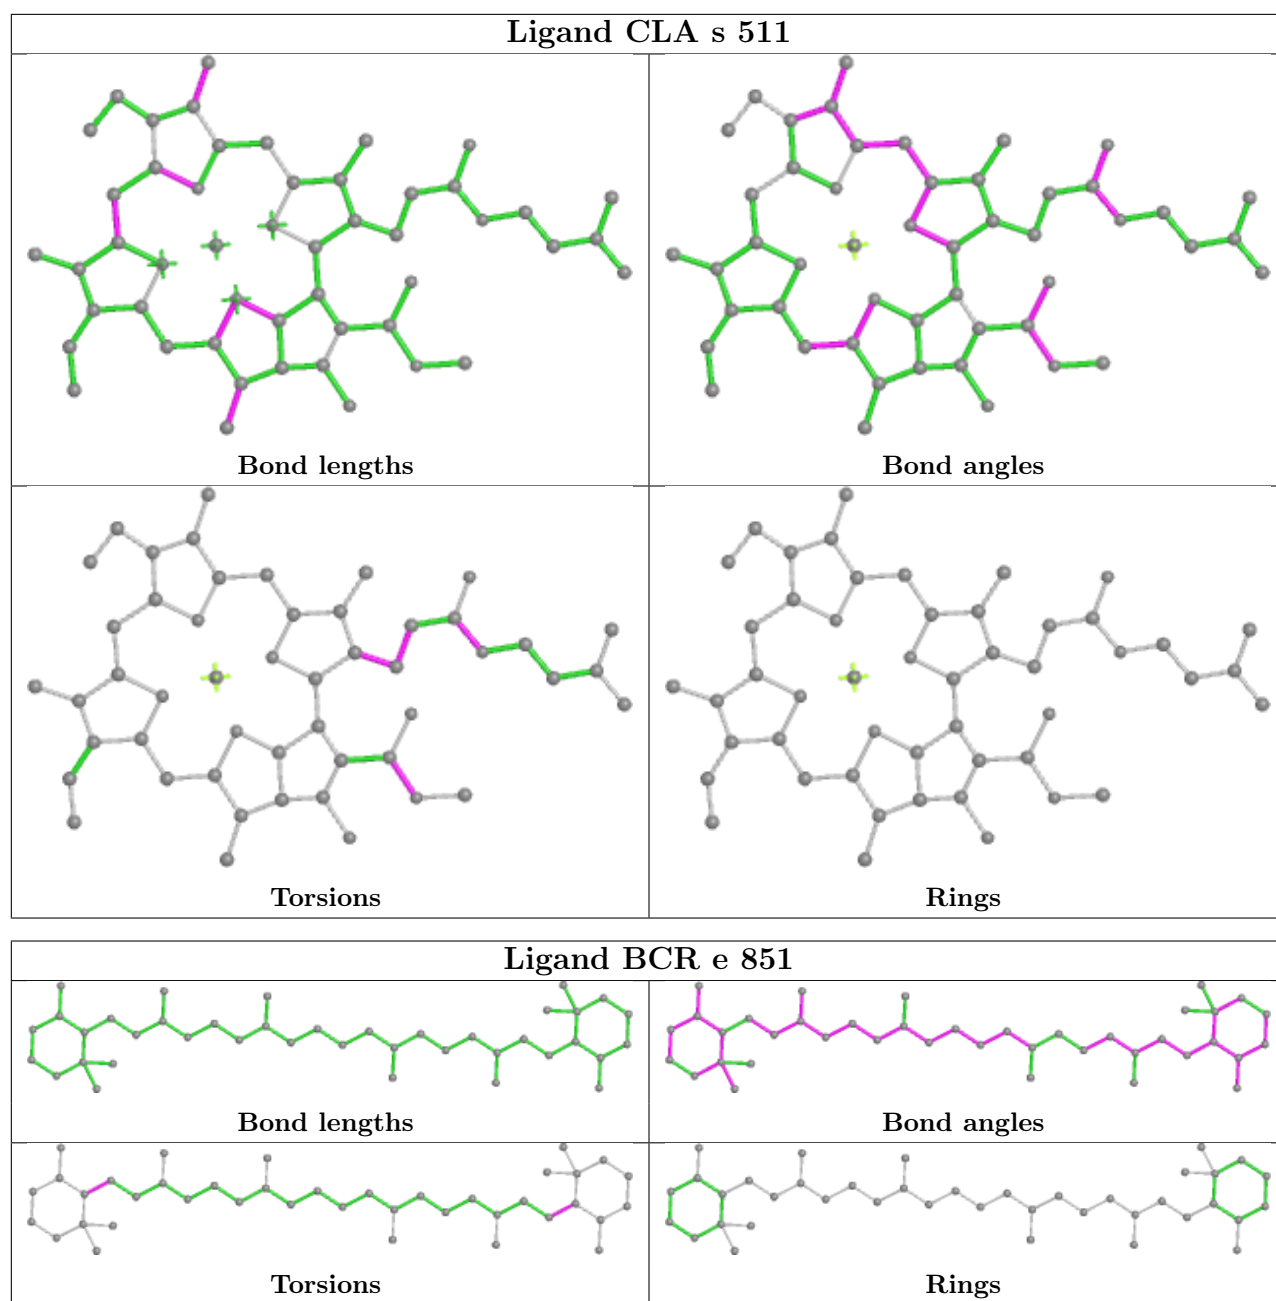 Ligand CLA s 511
Bond lengths
Bond angles
Torsions
Rings
Ligand BCR e 851
Bond lengths
Bond angles
Torsions
Rings